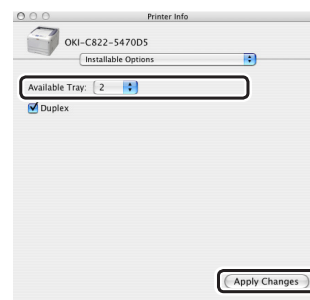 Printer Info
OKI-C822-5470D5
Installable Options
Available Tray: 2
Duplex
Apply Changes